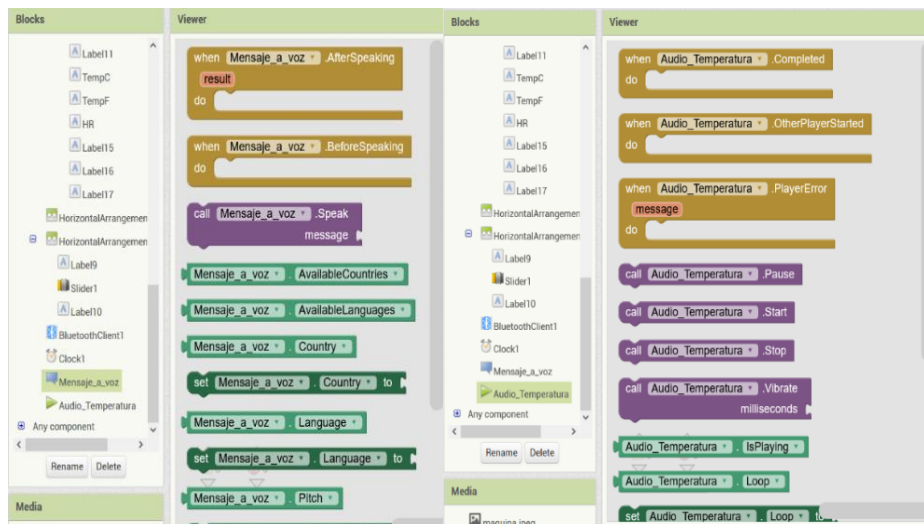 Blocks
Label11
TempC
TempF
HR
Label15
Label16
Label17
HorizontalArrangemen
HorizontalArrangemen
Label9
Slider1
Label10
BluetoothClient1
Clock1
Mensaje_a_voz
Audio_Temperatura
Any component
Rename Delete
Media
Viewer
when Mensaje_a_voz .AfterSpeaking
result
do
when Mensaje_a_voz .BeforeSpeaking
do
call Mensaje_a_voz .Speak
message
Mensaje_a_voz . AvailableCountries
Mensaje_a_voz . AvailableLanguages
Mensaje_a_voz . Country
set Mensaje_a_voz . Country to
Mensaje_a_voz . Language
set Mensaje_a_voz . Language to
Mensaje_a_voz . Pitch
Blocks
Label11
TempC
TempF
HR
Label15
Label16
Label17
HorizontalArrangemen
HorizontalArrangemen
Label9
Slider1
Label10
BluetoothClient1
Clock1
Mensaje_a_voz
Audio_Temperatura
Any component
Rename Delete
Media
maquina.jpeg
Viewer
when Audio_Temperatura .Completed
do
when Audio_Temperatura .OtherPlayerStarted
do
when Audio_Temperatura .PlayerError
message
do
call Audio_Temperatura .Pause
call Audio_Temperatura .Start
call Audio_Temperatura .Stop
call Audio_Temperatura .Vibrate
milliseconds
Audio_Temperatura . IsPlaying
Audio_Temperatura . Loop
set Audio_Temperatura . Loop to